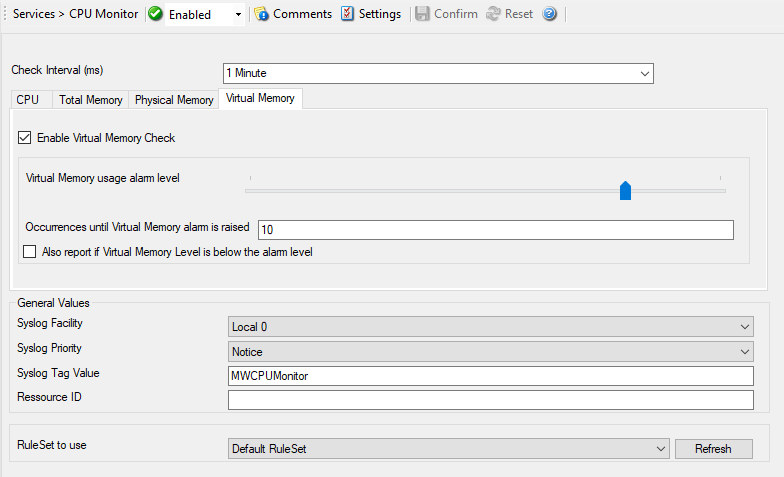 Services > CPU Monitor Enabled Comments Settings Confirm Reset ?
Check Interval (ms) 1 Minute
CPU Total Memory Physical Memory Virtual Memory
Enable Virtual Memory Check
Virtual Memory usage alarm level
Occurrences until Virtual Memory alarm is raised 10
Also report if Virtual Memory Level is below the alarm level
General Values
Syslog Facility Local 0
Syslog Priority Notice
Syslog Tag Value MWCPUMonitor
Ressource ID
RuleSet to use Default RuleSet Refresh